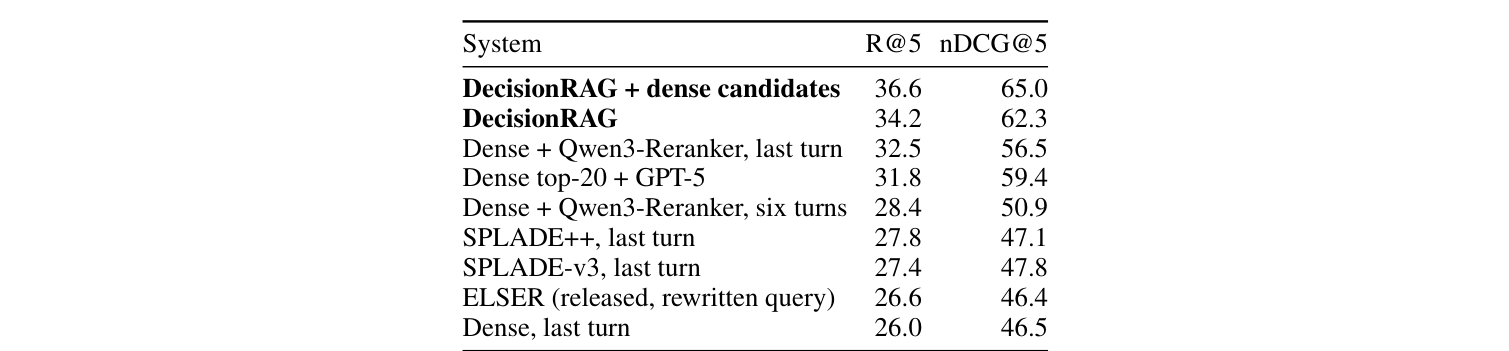 System R@5 nDCG@5
DecisionRAG + dense candidates 36.6 65.0
DecisionRAG 34.2 62.3
Dense + Qwen3-Reranker, last turn 32.5 56.5
Dense top-20 + GPT-5 31.8 59.4
Dense + Qwen3-Reranker, six turns 28.4 50.9
SPLADE++, last turn 27.8 47.1
SPLADE-v3, last turn 27.4 47.8
ELSER (released, rewritten query) 26.6 46.4
Dense, last turn 26.0 46.5